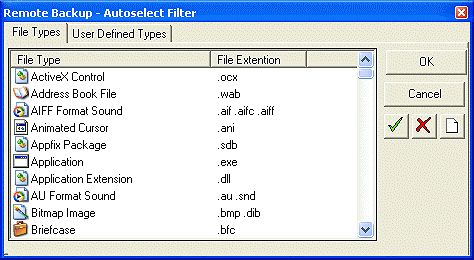 Remote Backup - Autoselect Filter
File Types User Defined Types
File Type File Extention
ActiveX Control .ocx
Address Book File .wab
AIFF Format Sound .aif .aifc .aiff
Animated Cursor .ani
Appfix Package .sdb
Application .exe
Application Extension .dll
AU Format Sound .au .snd
Bitmap Image .bmp .dib
Briefcase .bfc
OK
Cancel